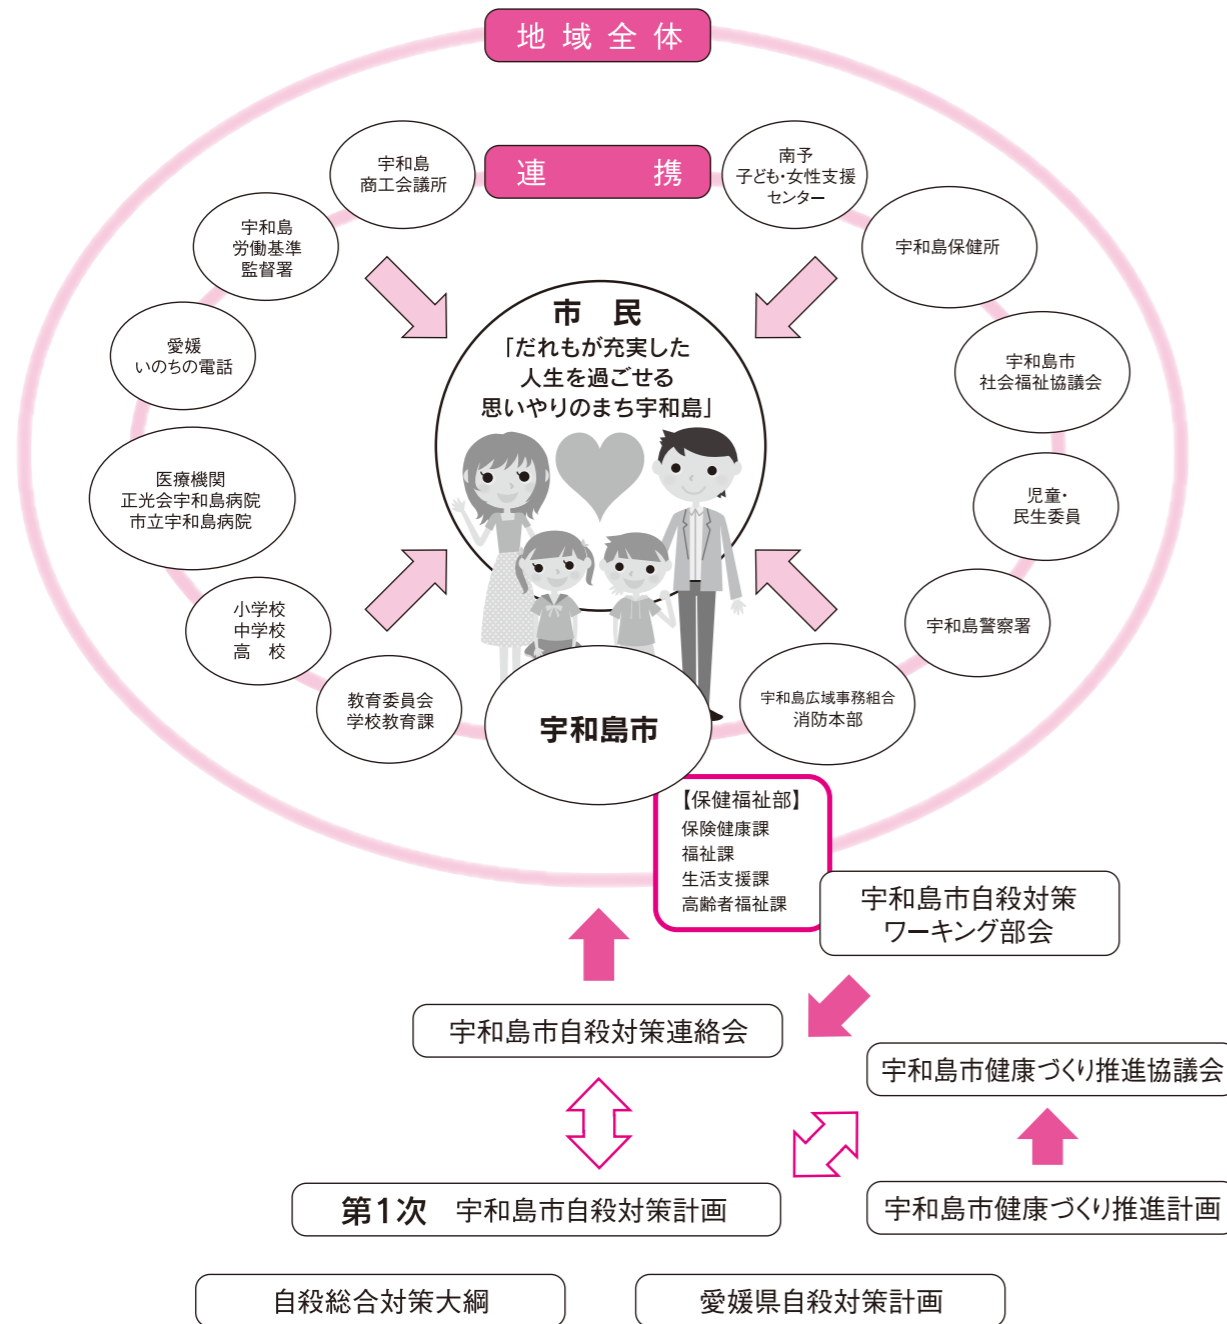 地域全体
連携
宇和島
商工会議所
南予
子ども・女性支援
センター
宇和島
労働基準
監督署
宇和島保健所
愛媛
いのちの電話
宇和島市
社会福祉協議会
市民
「だれもが充実した
人生を過ごせる
思いやりのまち宇和島」
医療機関
正光会宇和島病院
市立宇和島病院
児童・
民生委員
小学校
中学校
高校
宇和島警察署
教育委員会
学校教育課
宇和島市
宇和島広域事務組合
消防本部
【保健福祉部】
保険健康課
福祉課
生活支援課
高齢者福祉課
宇和島市自殺対策
ワーキング部会
宇和島市自殺対策連絡会
宇和島市健康づくり推進協議会
第1次 宇和島市自殺対策計画
宇和島市健康づくり推進計画
自殺総合対策大綱
愛媛県自殺対策計画